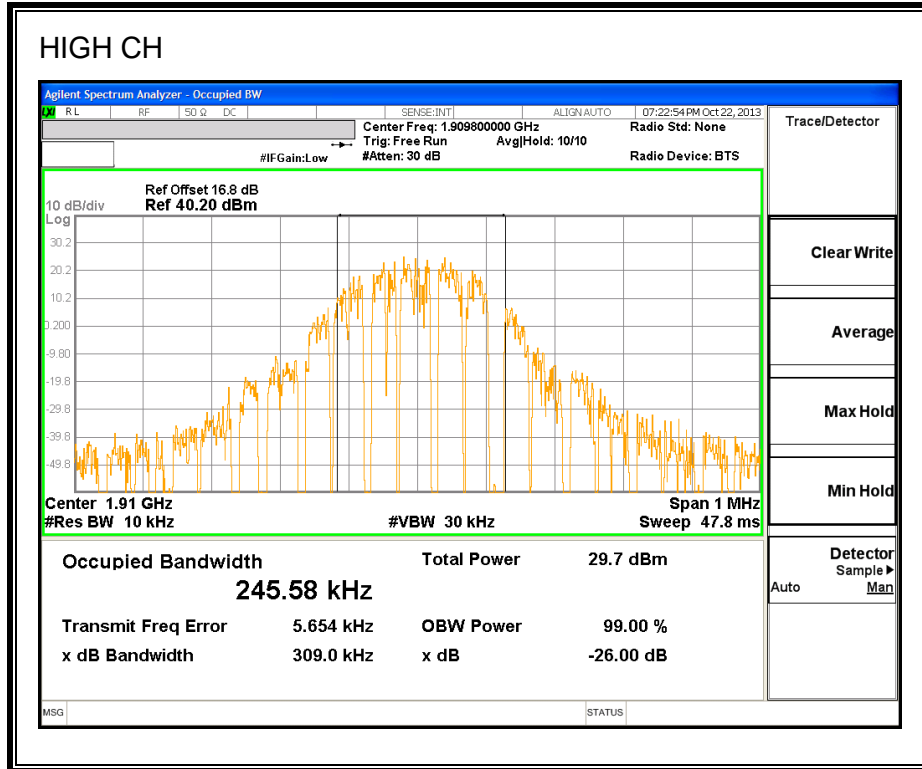 HIGH CH
Agilent Spectrum Analyzer - Occupied BW
LXI RL RF 50 Ω DC SENSE:INT ALIGN AUTO 07:22:54 PM Oct 22, 2013
Center Freq: 1.909800000 GHz Radio Std: None
Trig: Free Run Avg|Hold: 10/10
#IFGain:Low #Atten: 30 dB Radio Device: BTS
Ref Offset 16.8 dB
10 dB/div Ref 40.20 dBm
Log
30.2
20.2
10.2
0.200
-9.80
-19.8
-29.8
-39.8
-49.8
Center 1.91 GHz Span 1 MHz
#Res BW 10 kHz #VBW 30 kHz Sweep 47.8 ms
Occupied Bandwidth Total Power 29.7 dBm
245.58 kHz
Transmit Freq Error 5.654 kHz OBW Power 99.00 %
x dB Bandwidth 309.0 kHz x dB -26.00 dB
MSG STATUS
Trace/Detector
Clear Write
Average
Max Hold
Min Hold
Detector
Sample
Auto Man